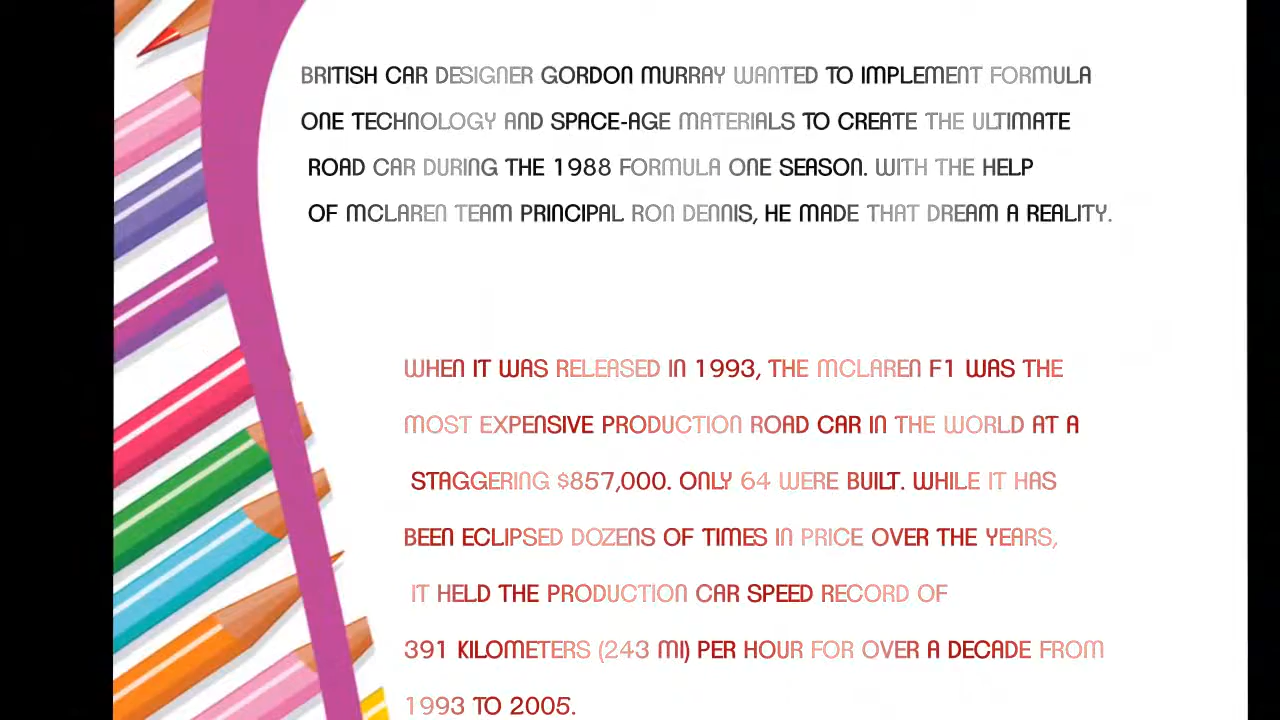 BRITISH CAR DESIGNER GORDON MURRAY WANTED TO IMPLEMENT FORMULA
ONE TECHNOLOGY AND SPACE-AGE MATERIALS TO CREATE THE ULTIMATE
ROAD CAR DURING THE 1988 FORMULA ONE SEASON. WITH THE HELP
OF MCLAREN TEAM PRINCIPAL RON DENNIS, HE MADE THAT DREAM A REALITY.
WHEN IT WAS RELEASED IN 1993, THE MCLAREN F1 WAS THE
MOST EXPENSIVE PRODUCTION ROAD CAR IN THE WORLD AT A
STAGGERING $857,000. ONLY 64 WERE BUILT. WHILE IT HAS
BEEN ECLIPSED DOZENS OF TIMES IN PRICE OVER THE YEARS,
IT HELD THE PRODUCTION CAR SPEED RECORD OF
391 KILOMETERS (243 MI) PER HOUR FOR OVER A DECADE FROM
1993 TO 2005.